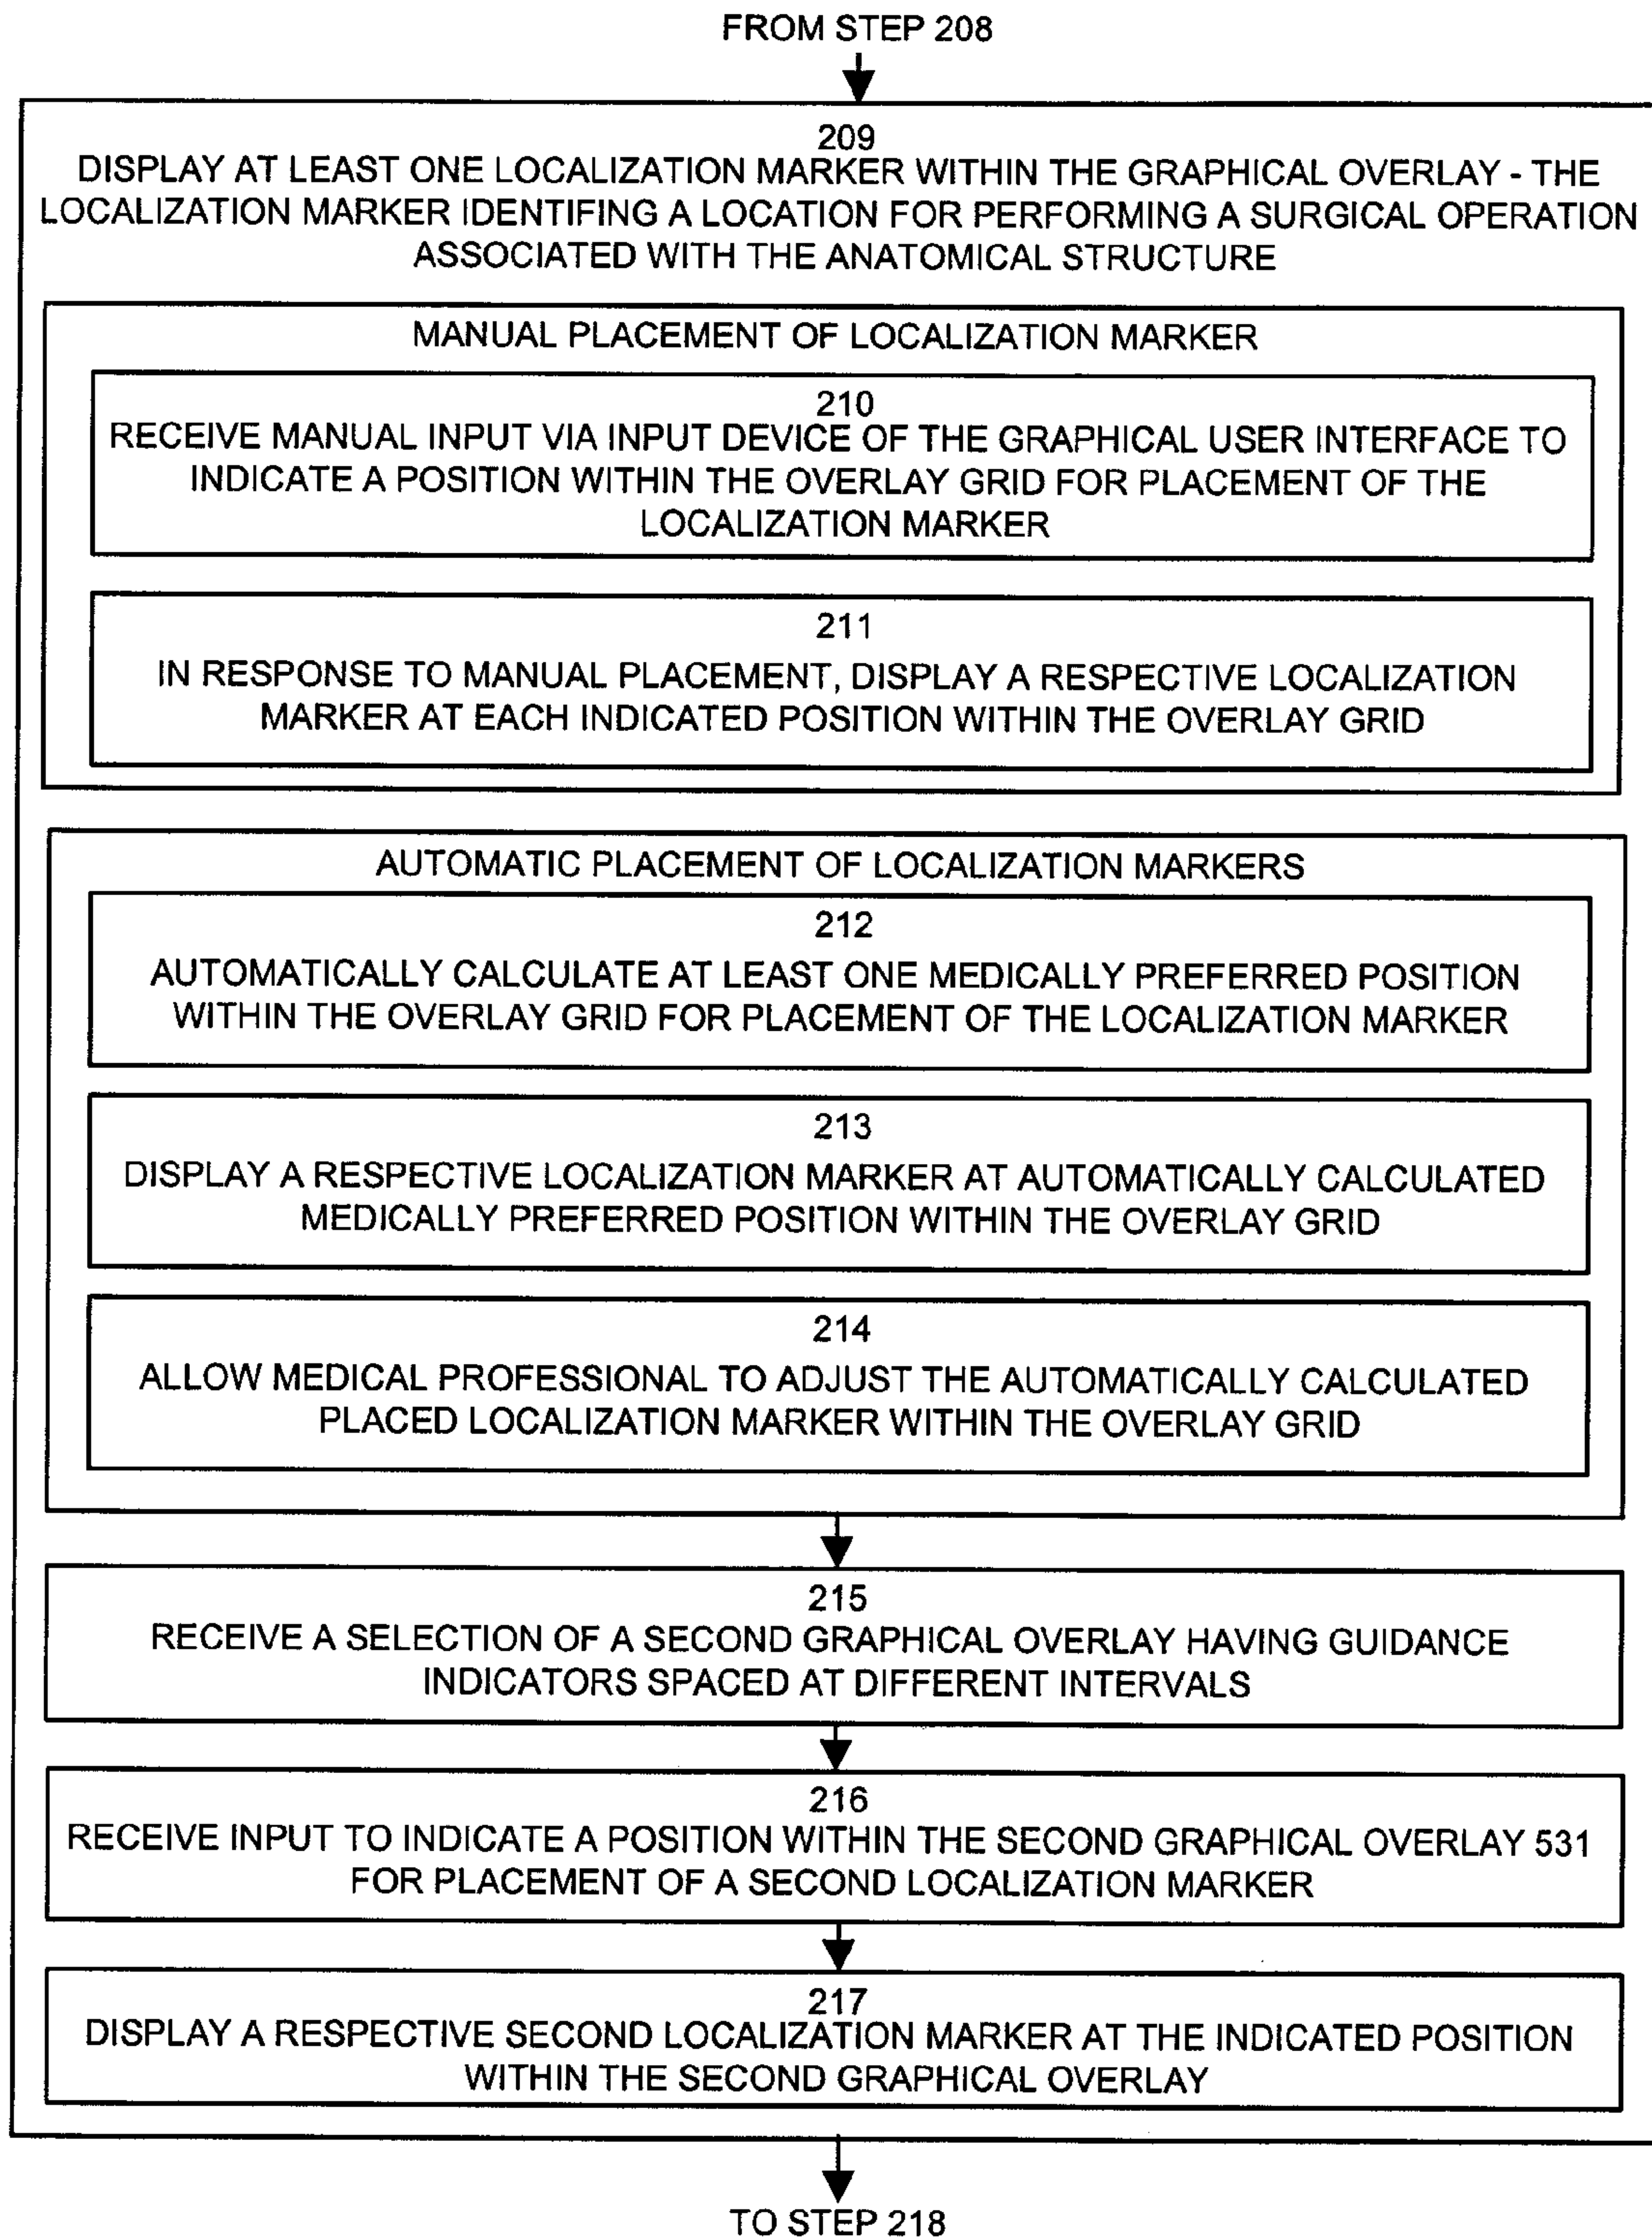 FROM STEP 208
209
DISPLAY AT LEAST ONE LOCALIZATION MARKER WITHIN THE GRAPHICAL OVERLAY - THE
LOCALIZATION MARKER IDENTIFING A LOCATION FOR PERFORMING A SURGICAL OPERATION
ASSOCIATED WITH THE ANATOMICAL STRUCTURE
MANUAL PLACEMENT OF LOCALIZATION MARKER
210
RECEIVE MANUAL INPUT VIA INPUT DEVICE OF THE GRAPHICAL USER INTERFACE TO
INDICATE A POSITION WITHIN THE OVERLAY GRID FOR PLACEMENT OF THE
LOCALIZATION MARKER
211
IN RESPONSE TO MANUAL PLACEMENT, DISPLAY A RESPECTIVE LOCALIZATION
MARKER AT EACH INDICATED POSITION WITHIN THE OVERLAY GRID
AUTOMATIC PLACEMENT OF LOCALIZATION MARKERS
212
AUTOMATICALLY CALCULATE AT LEAST ONE MEDICALLY PREFERRED POSITION
WITHIN THE OVERLAY GRID FOR PLACEMENT OF THE LOCALIZATION MARKER
213
DISPLAY A RESPECTIVE LOCALIZATION MARKER AT AUTOMATICALLY CALCULATED
MEDICALLY PREFERRED POSITION WITHIN THE OVERLAY GRID
214
ALLOW MEDICAL PROFESSIONAL TO ADJUST THE AUTOMATICALLY CALCULATED
PLACED LOCALIZATION MARKER WITHIN THE OVERLAY GRID
215
RECEIVE A SELECTION OF A SECOND GRAPHICAL OVERLAY HAVING GUIDANCE
INDICATORS SPACED AT DIFFERENT INTERVALS
216
RECEIVE INPUT TO INDICATE A POSITION WITHIN THE SECOND GRAPHICAL OVERLAY 531
FOR PLACEMENT OF A SECOND LOCALIZATION MARKER
217
DISPLAY A RESPECTIVE SECOND LOCALIZATION MARKER AT THE INDICATED POSITION
WITHIN THE SECOND GRAPHICAL OVERLAY
TO STEP 218